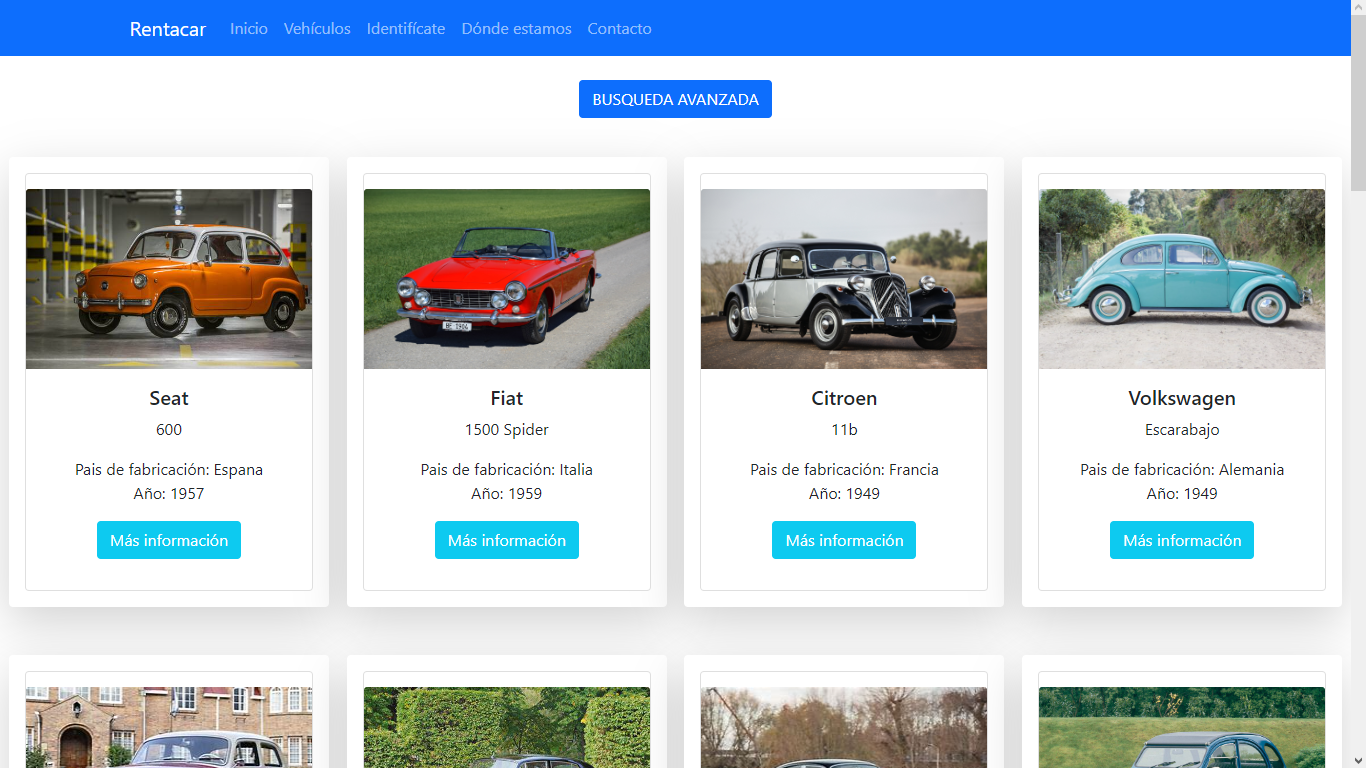 Rentacar Inicio Vehículos Identifícate Dónde estamos Contacto
BUSQUEDA AVANZADA
HE 1904
Seat
600
Pais de fabricación: Espana
Año: 1957
Más información
Fiat
1500 Spider
Pais de fabricación: Italia
Año: 1959
Más información
Citroen
11b
Pais de fabricación: Francia
Año: 1949
Más información
Volkswagen
Escarabajo
Pais de fabricación: Alemania
Año: 1949
Más información